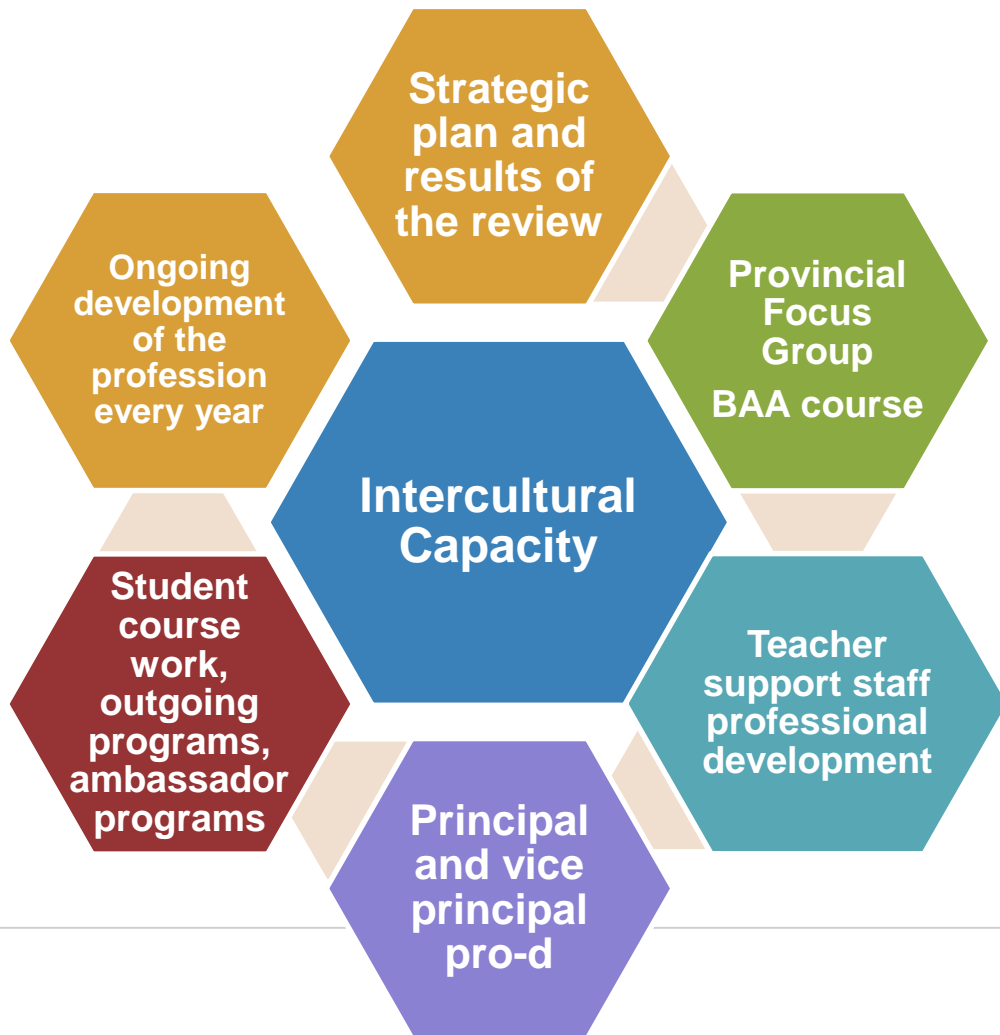 Strategic
plan and
results of
the review
Provincial
Focus
Group
BAA course
Teacher
support staff
professional
development
Principal
and vice
principal
pro-d
Student
course
work,
outgoing
programs,
ambassador
programs
Ongoing
development
of the
profession
every year
Intercultural
Capacity